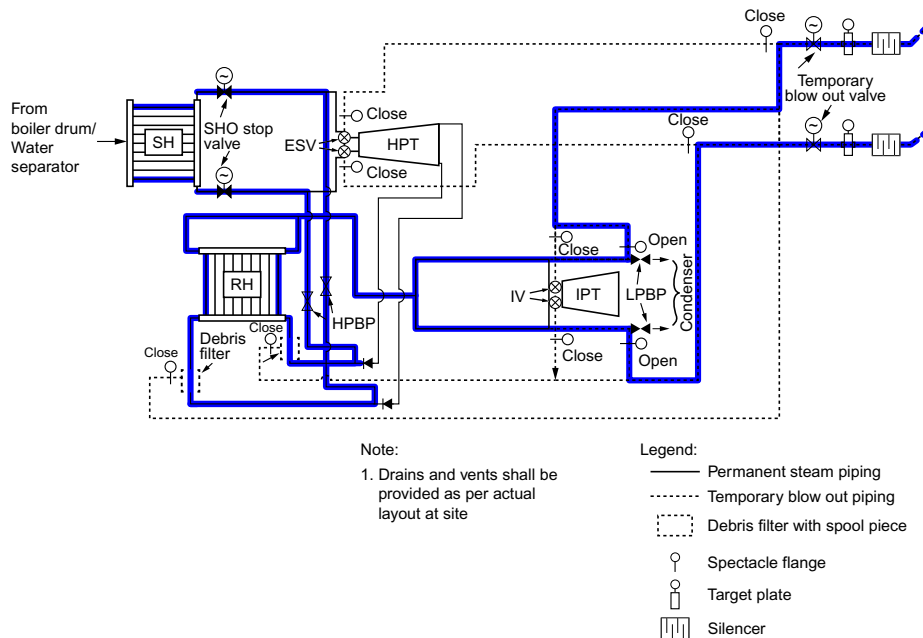 Close
Close
Temporary
blow out valve
From
boiler drum/
Water
separator
SH
SHO stop
valve
ESV
Close
HPT
Close
Close
Open
RH
HPBP
IV
IPT
LPBP
Condenser
Close
Open
Close
Debris
filter
Close
Note:
1. Drains and vents shall be
provided as per actual
layout at site
Legend:
Permanent steam piping
Temporary blow out piping
Debris filter with spool piece
Spectacle flange
Target plate
Silencer